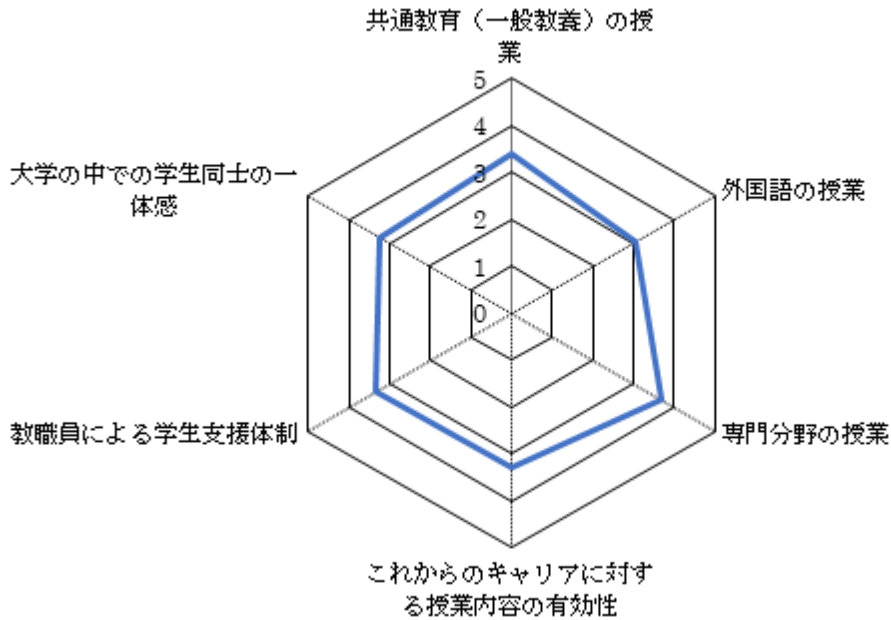 共通教育（一般教養）の授
業
5
4
3
2
1
0
大学の中での学生同士の一
体感
外国語の授業
教職員による学生支援体制
専門分野の授業
これからのキャリアに対す
る授業内容の有効性